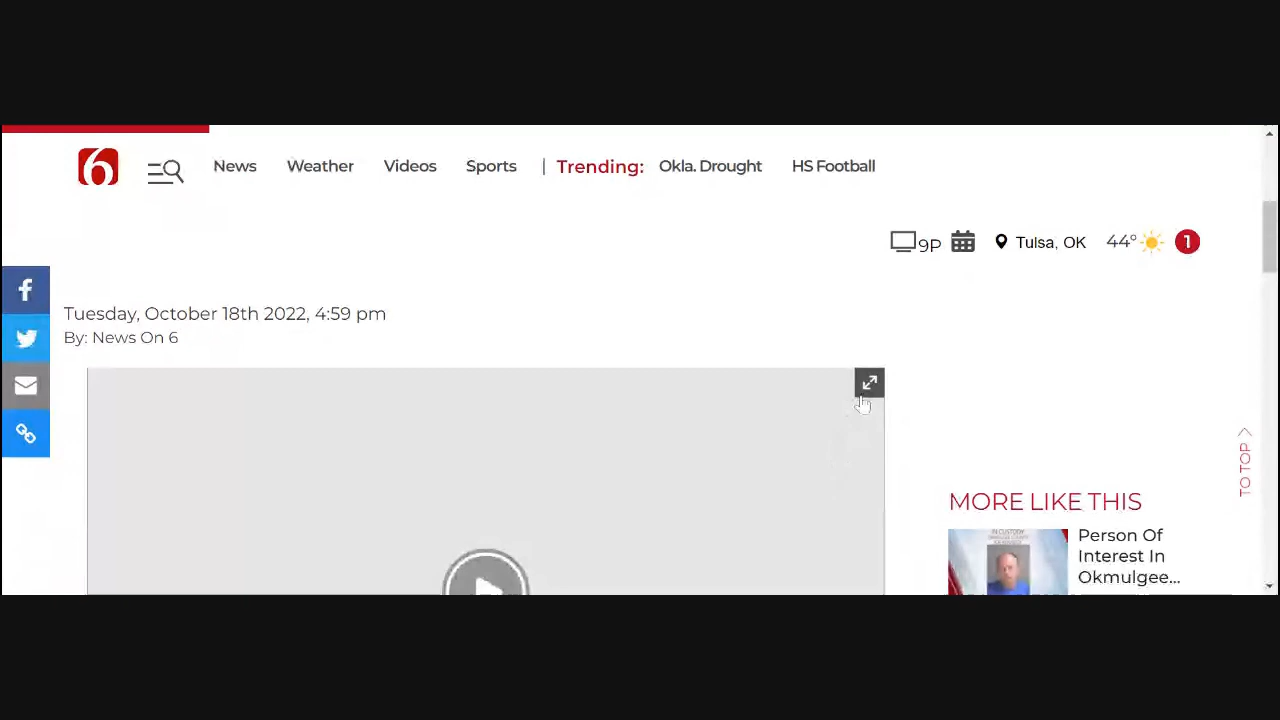 6 News Weather Videos Sports | Trending: Okla. Drought HS Football
9P Tulsa, OK 44° 1
Tuesday, October 18th 2022, 4:59 pm
By: News On 6
TO TOP
MORE LIKE THIS
Person Of
Interest In
Okmulgee...